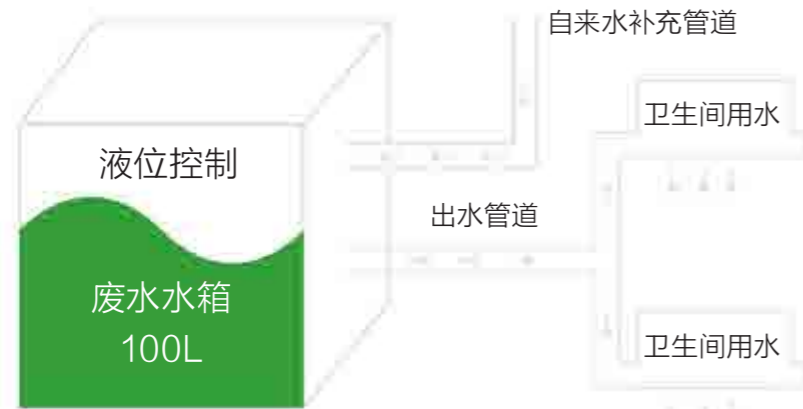 自来水补充管道
卫生间用水
液位控制
出水管道
废水水箱
100L
卫生间用水